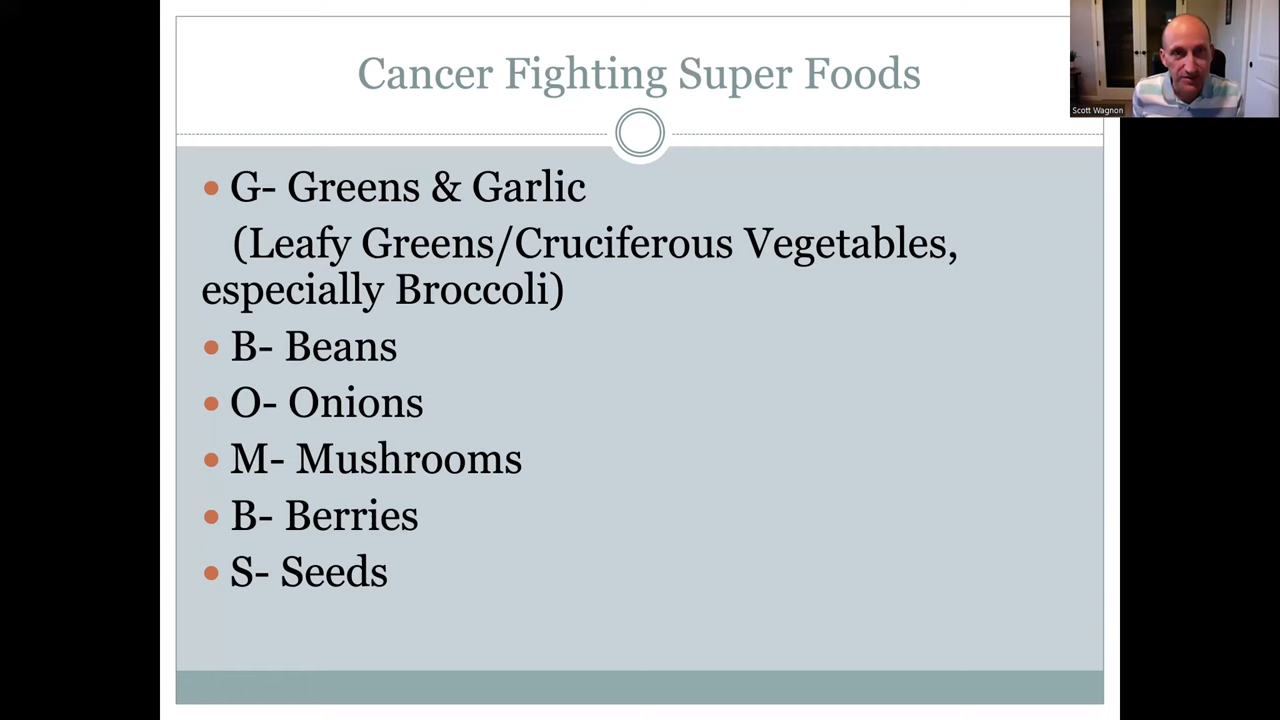 Cancer Fighting Super Foods
Scott Wagnon
• G- Greens & Garlic
(Leafy Greens/Cruciferous Vegetables,
especially Broccoli)
• B- Beans
• O- Onions
• M- Mushrooms
• B- Berries
• S- Seeds